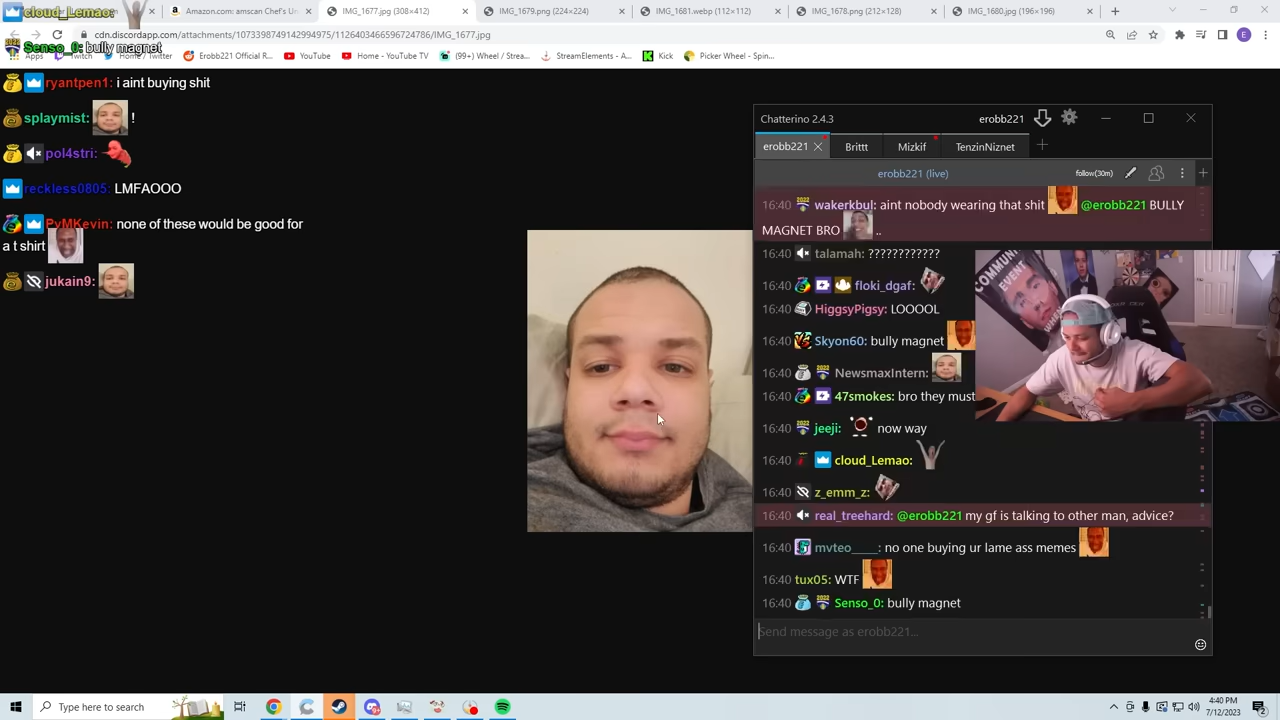 cloud_Lemao:
Amazon.com: amscan Chef's Un
IMG_1677.jpg (308×412)
IMG_1679.png (224×224)
IMG_1681.webp (112×112)
IMG_1678.png (212×128)
IMG_1680.jpg (196×196)
cdn.discordapp.com/attachments/1073398749142994975/1126403466596724786/IMG_1677.jpg
E
Senso_0: bully magnet
Apps
Twitch
Home / Twitter
Erobb221 Official R...
YouTube
Home - YouTube TV
(99+) Wheel / Strea...
StreamElements - A...
Kick
Picker Wheel - Spin...
ryantpen1: i aint buying shit
splaymist: !
pol4stri:
reckless0805: LMFAOOO
PvMKevin: none of these would be good for
a t shirt
jukain9:
Chatterino 2.4.3
erobb221
erobb221
Brittt
Mizkif
TenzinNiznet
erobb221 (live)
follow(30m)
16:40 wakerkbul: aint nobody wearing that shit @erobb221 BULLY
MAGNET BRO ..
16:40 talamah: ????????????
16:40 floki_dgaf:
16:40 HiggsyPigsy: LOOOOL
16:40 Skyon60: bully magnet
16:40 NewsmaxIntern:
16:40 47smokes: bro they must
16:40 jeeji: now way
16:40 cloud_Lemao:
16:40 z_emm_z:
16:40 real_treehard: @erobb221 my gf is talking to other man, advice?
16:40 mvteo____: no one buying ur lame ass memes
16:40 tux05: WTF
16:40 Senso_0: bully magnet
Send message as erobb221...
COMMUNITY
EVENT
Type here to search
4:40 PM
7/12/2023
2